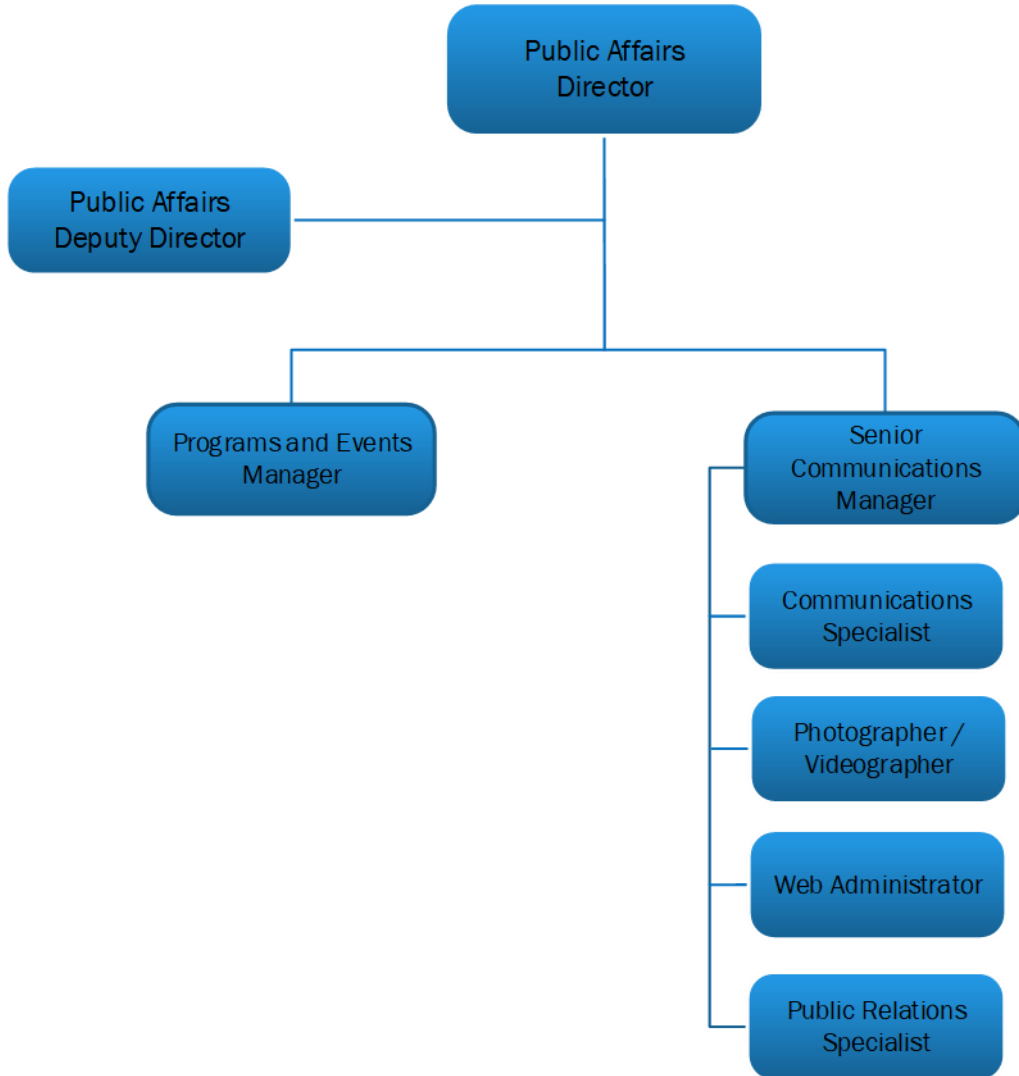 Public Affairs
Director
Public Affairs
Deputy Director
Programs and Events
Manager
Senior
Communications
Manager
Communications
Specialist
Photographer /
Videographer
Web Administrator
Public Relations
Specialist